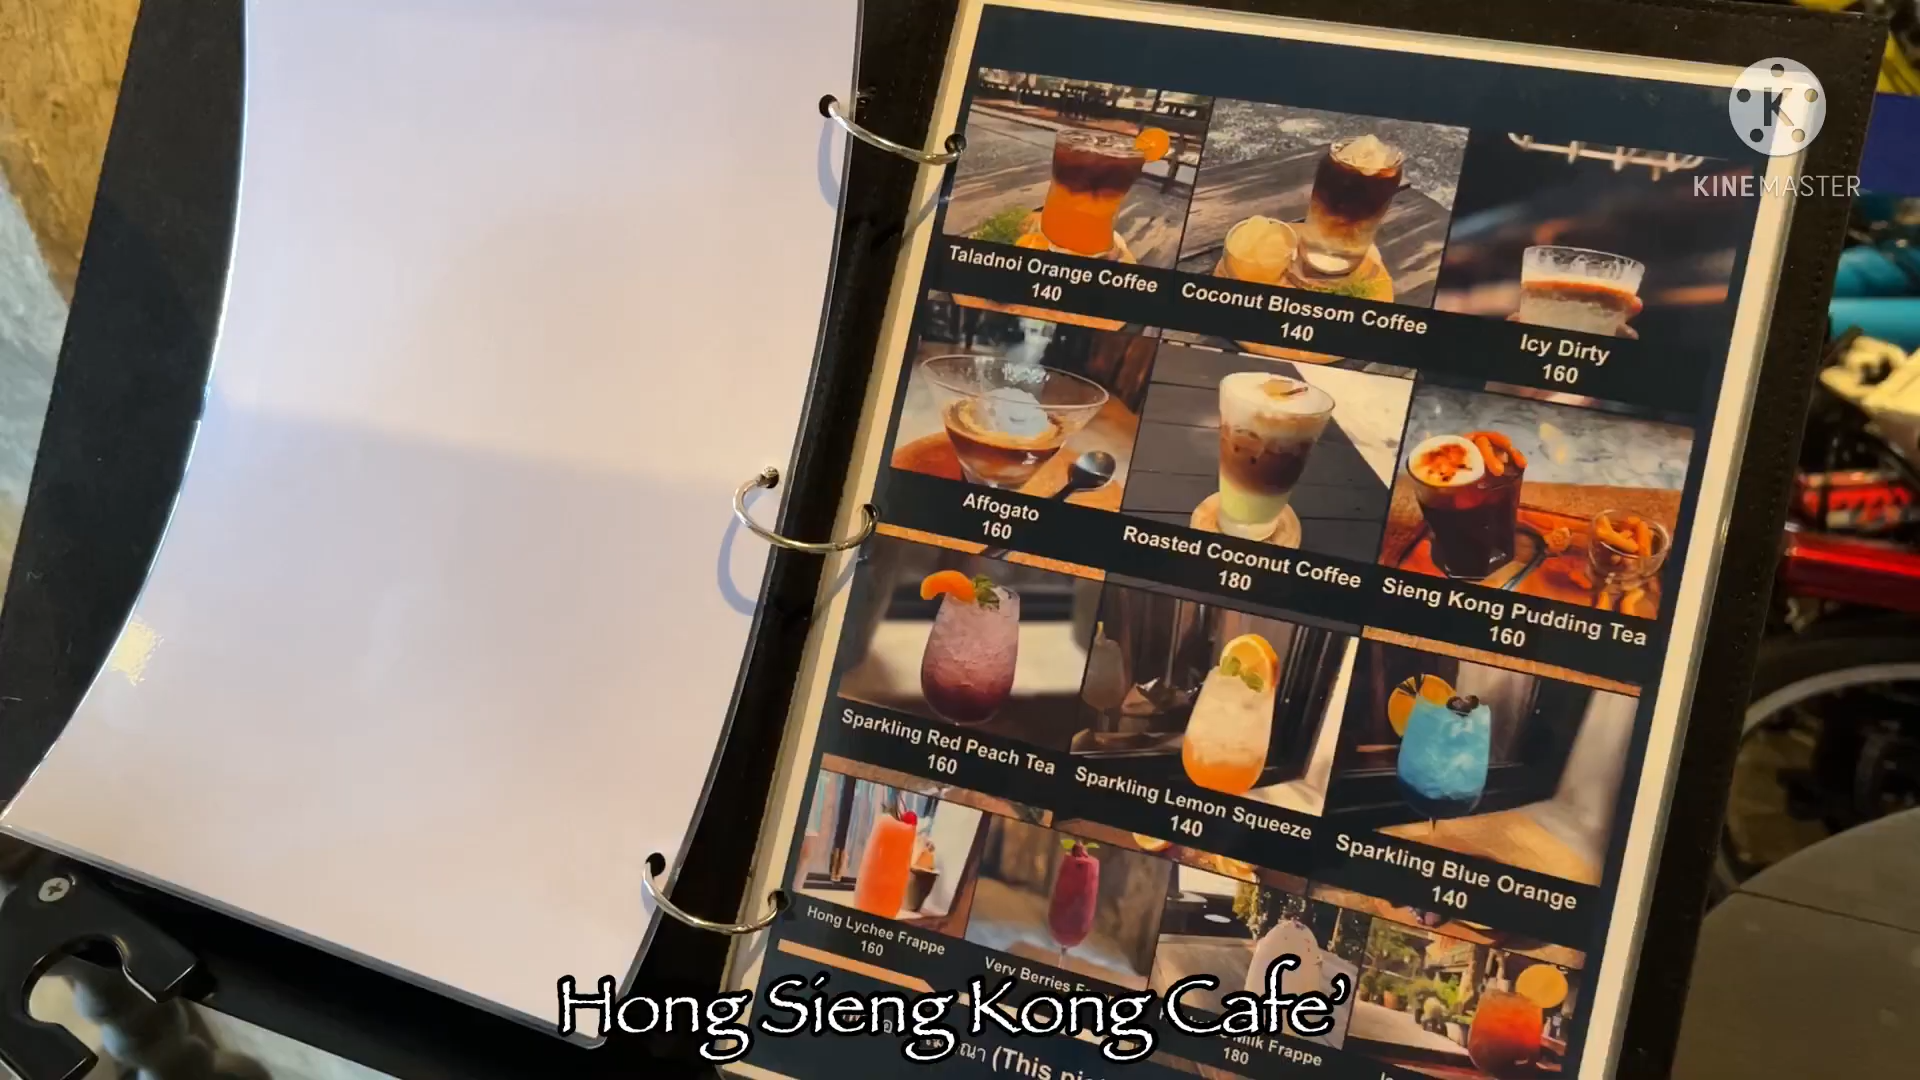 K
KINEMASTER
Taladnoi Orange Coffee
140
Coconut Blossom Coffee
140
Icy Dirty
160
Affogato
160
Roasted Coconut Coffee
180
Sieng Kong Pudding Tea
160
Sparkling Red Peach Tea
160
Sparkling Lemon Squeeze
140
Sparkling Blue Orange
140
Hong Lychee Frappe
160
Very Berries
Milk Frappe
180
(This
Hong Sieng Kong Cafe’